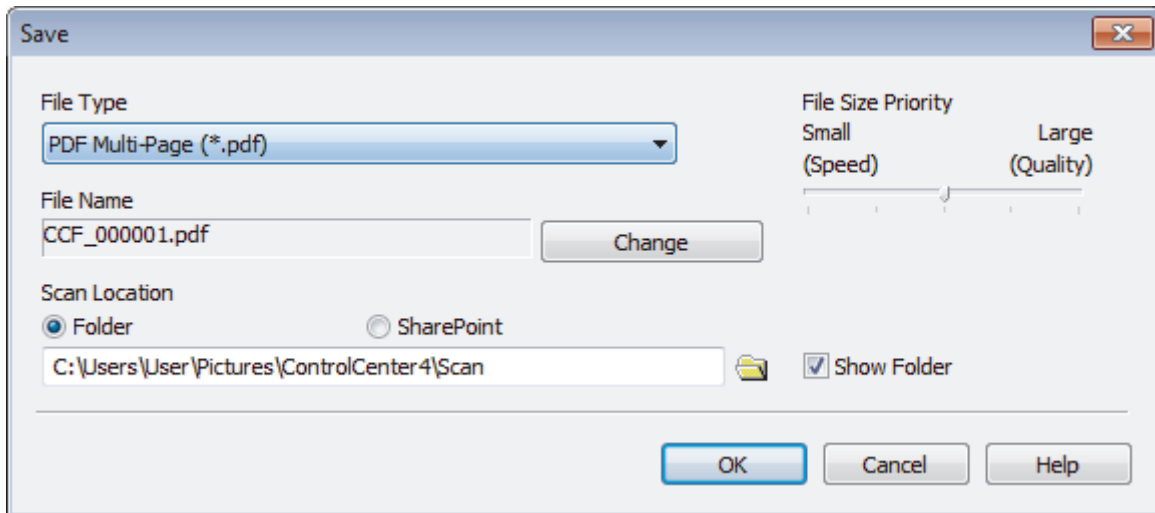 Save
File Type
PDF Multi-Page (*.pdf)
File Name
CCF_000001.pdf
Change
File Size Priority
Small Large
(Speed) (Quality)
Scan Location
Folder SharePoint
C:\Users\User\Pictures\ControlCenter4\Scan
Show Folder
OK Cancel Help